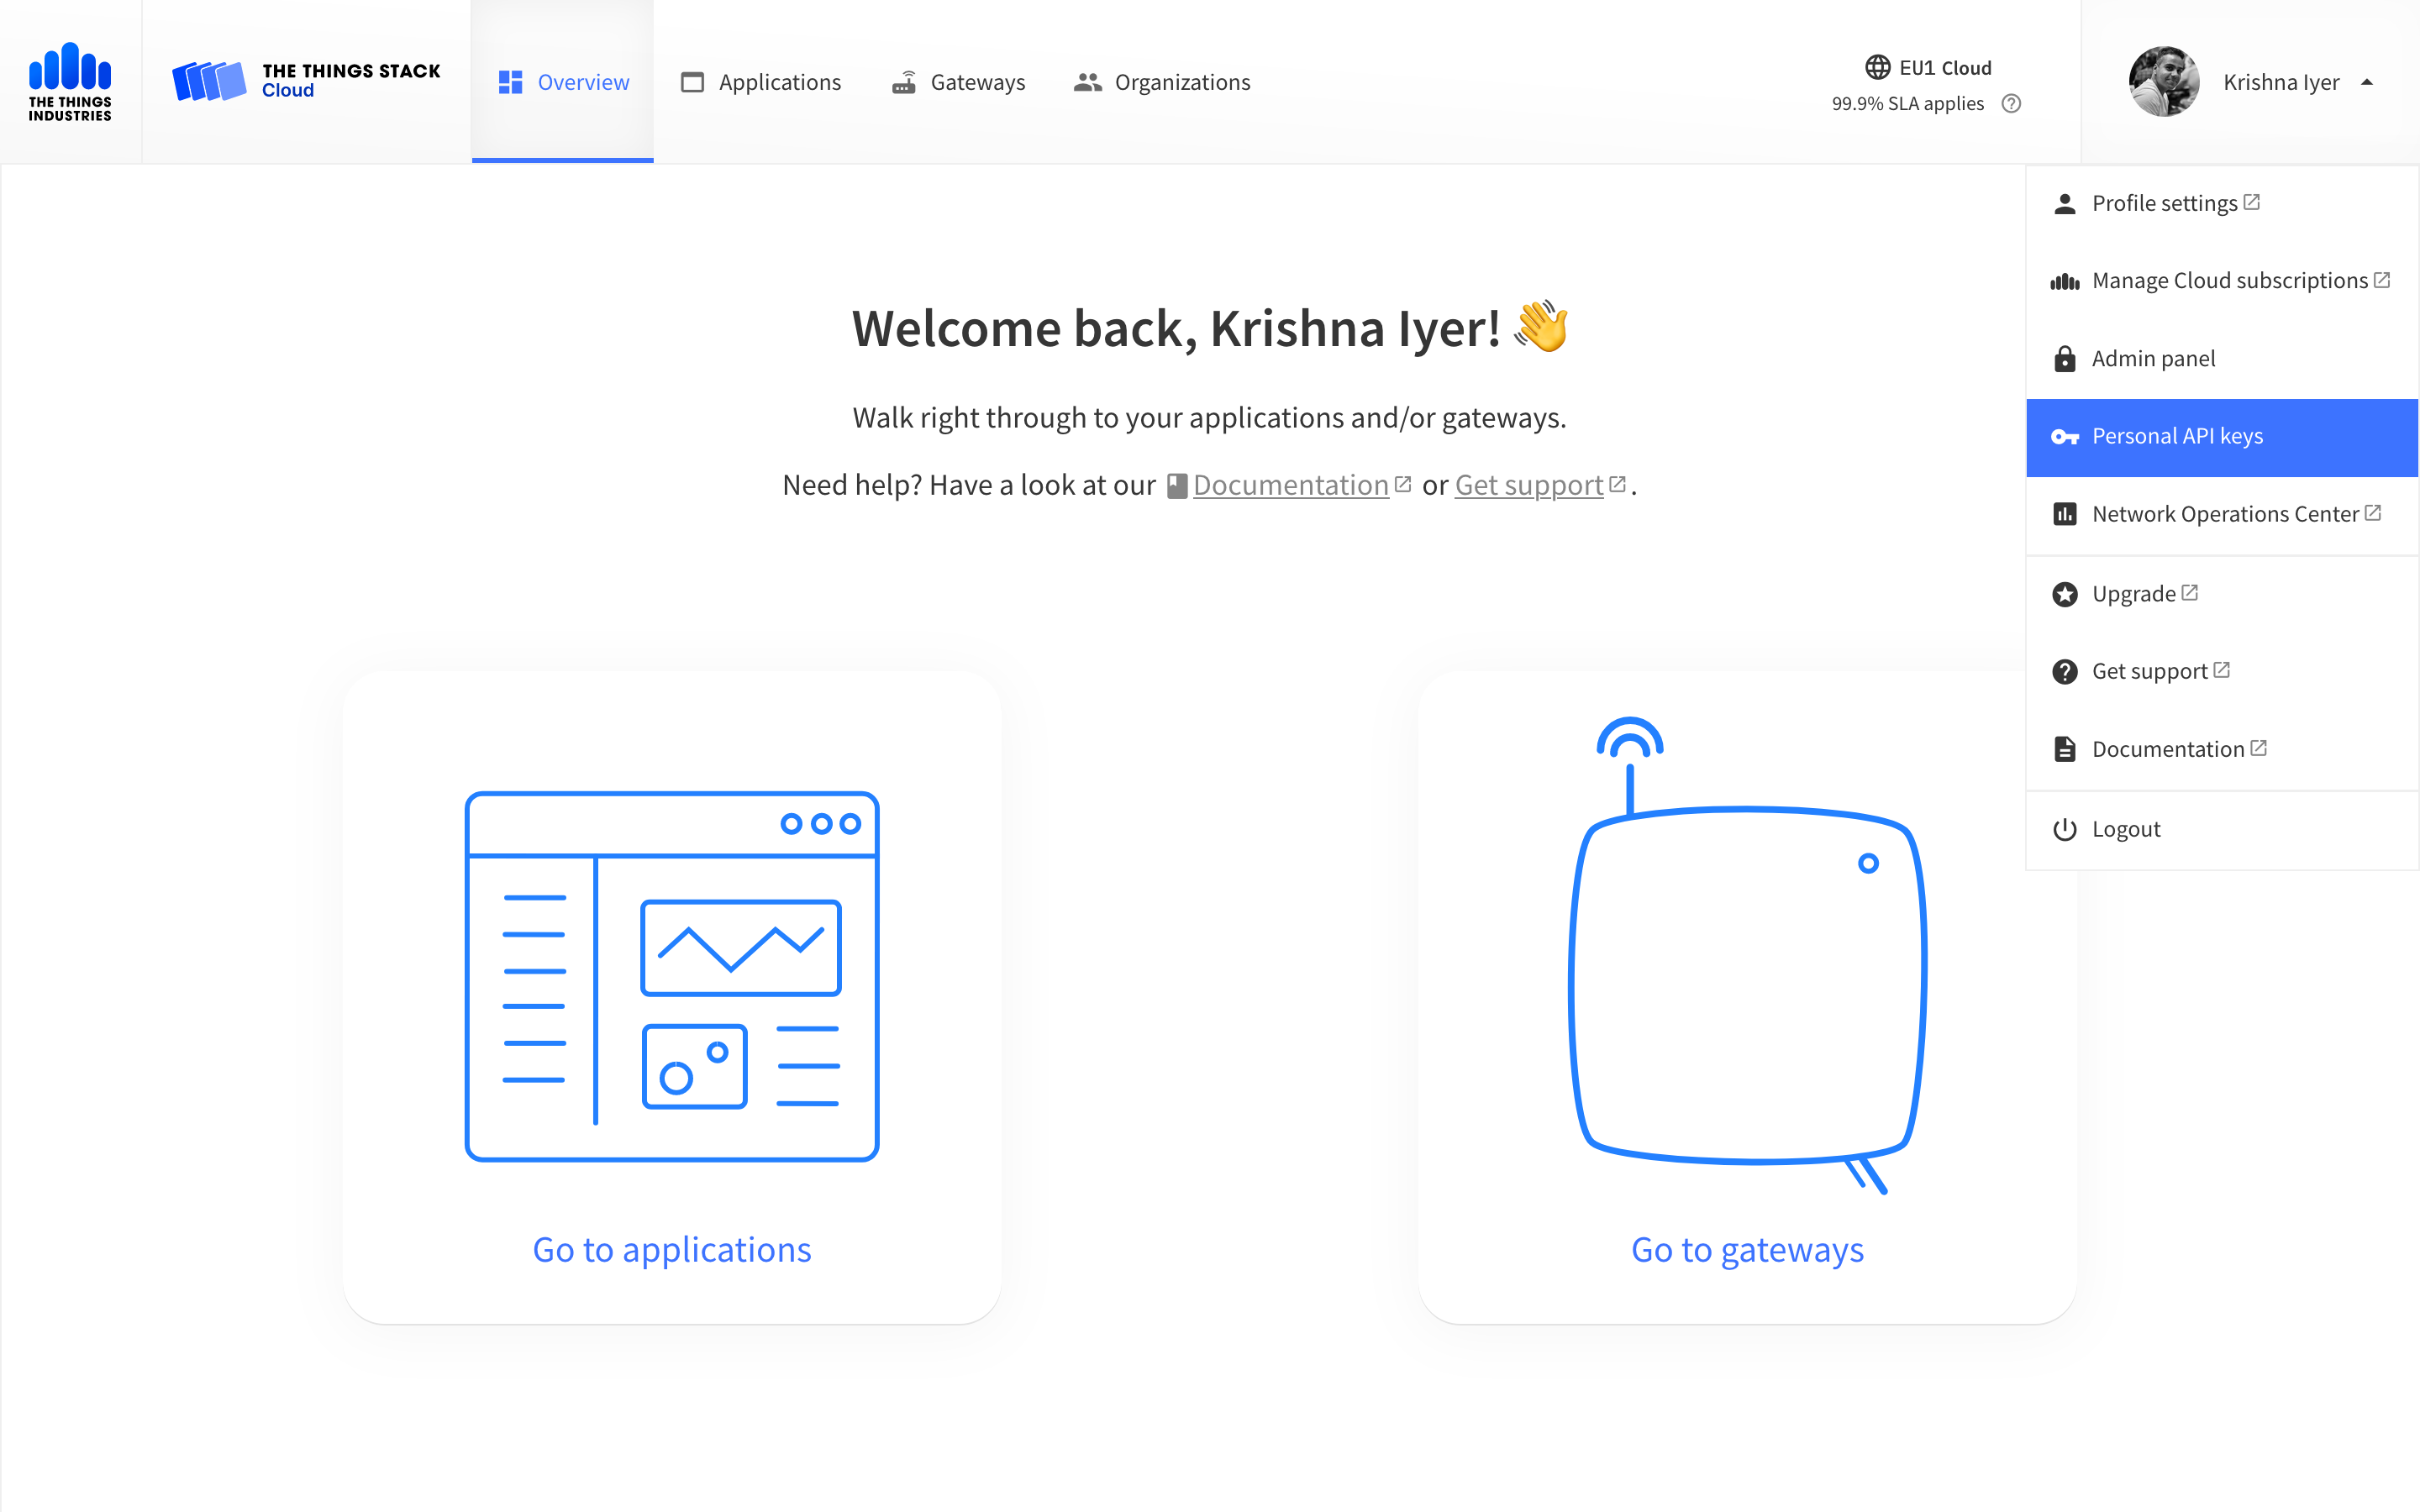 THE THINGS
INDUSTRIES
THE THINGS STACK
Cloud
Overview
Applications
Gateways
Organizations
EU1 Cloud
99.9% SLA applies
Krishna Iyer
Profile settings
Manage Cloud subscriptions
Admin panel
Personal API keys
Network Operations Center
Upgrade
Get support
Documentation
Logout
Welcome back, Krishna Iyer! 👋
Walk right through to your applications and/or gateways.
Need help? Have a look at our Documentation or Get support.
Go to applications
Go to gateways